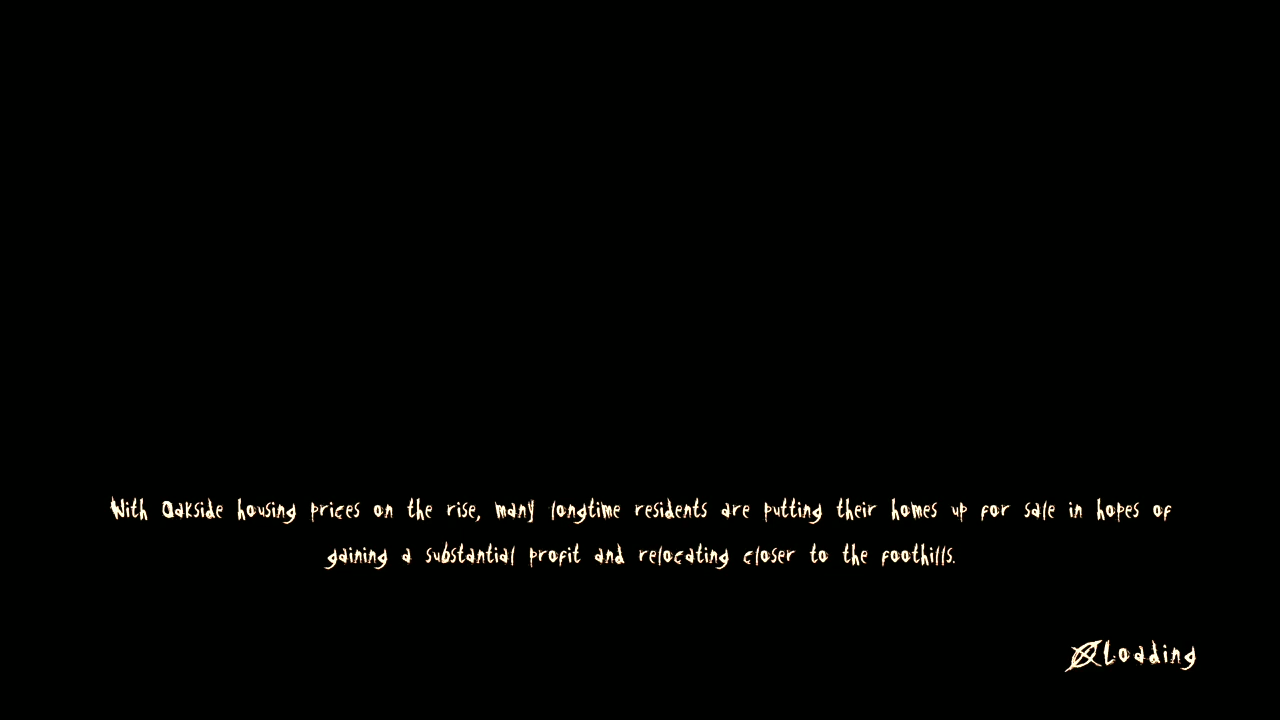 With Oakside housing prices on the rise, many longtime residents are putting their homes up for sale in hopes of
gaining a substantial profit and relocating closer to the foothills.
Loading